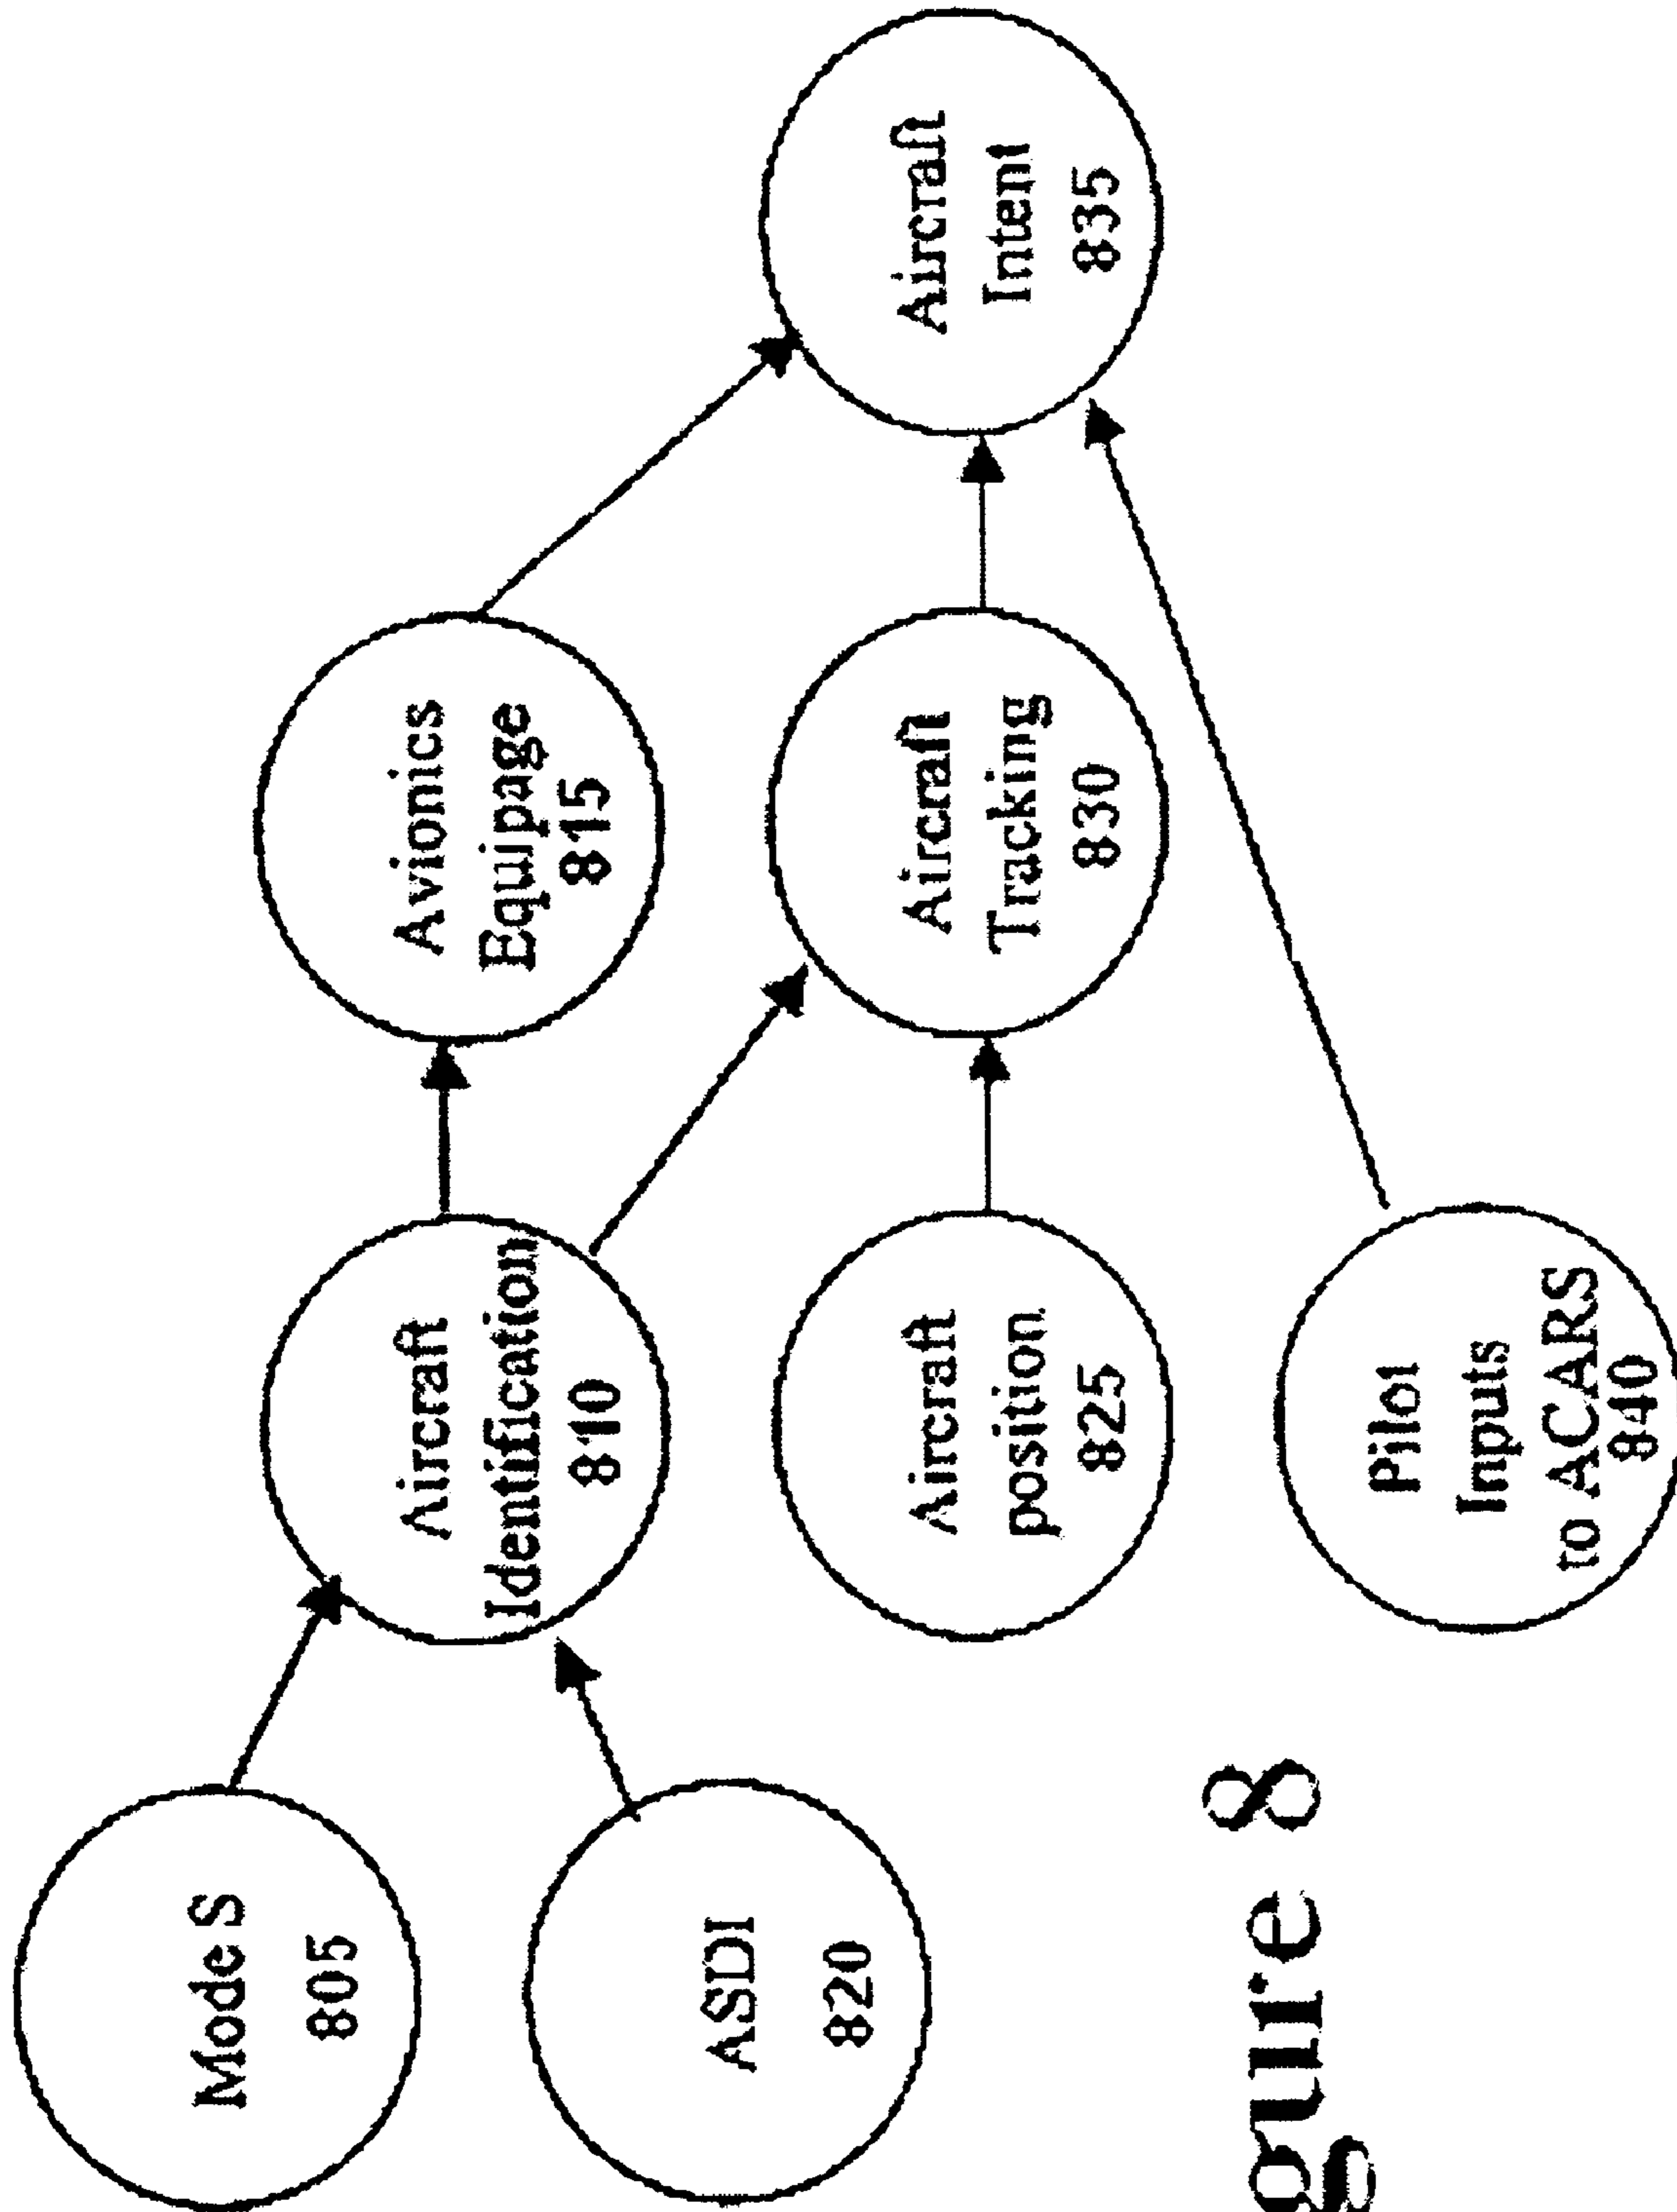 Mode S
805
ASDI
820
Aircraft
Identification
810
Aircraft
position
825
Pilot
Inputs
to ACARS
840
Avionics
Equipage
815
Aircraft
Tracking
830
Aircraft
Intent
835
gure 8